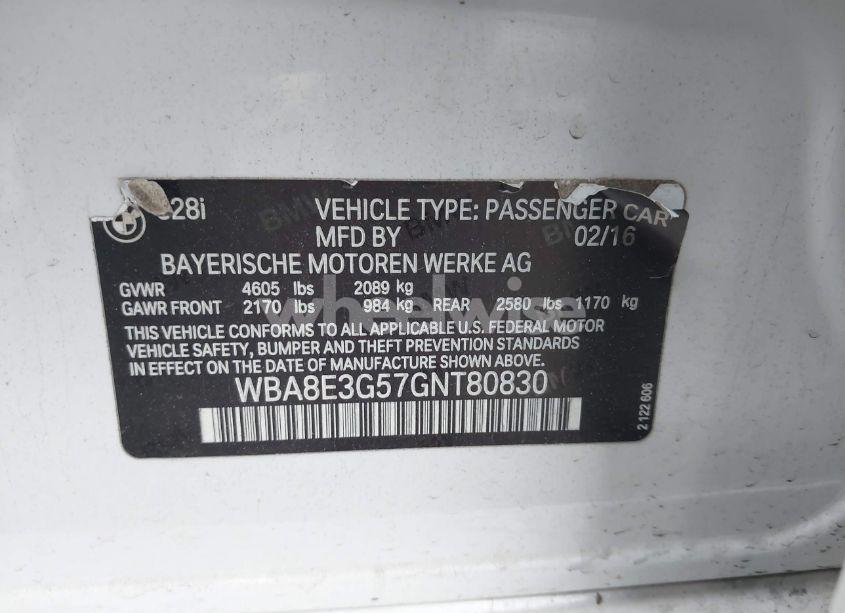 28i VEHICLE TYPE: PASSENGER CAR
MFD BY 02/16
BAYERISCHE MOTOREN WERKE AG
GVWR 4605 lbs 2089 kg
GAWR FRONT 2170 lbs 984 kg REAR 2580 lbs 1170 kg
THIS VEHICLE CONFORMS TO ALL APPLICABLE U.S. FEDERAL MOTOR
VEHICLE SAFETY, BUMPER AND THEFT PREVENTION STANDARDS
IN EFFECT ON THE DATE OF MANUFACTURE SHOWN ABOVE.
WBA8E3G57GNT80830
2 122 606
wheelwise